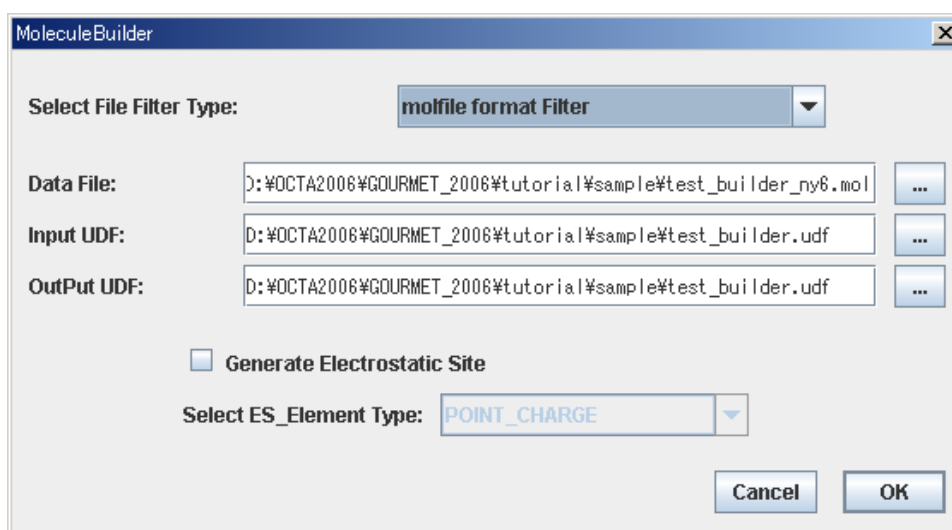 MoleculeBuilder
Select File Filter Type: molfile format Filter
Data File: D:¥OCTA2006¥GOURMET_2006¥tutorial¥sample¥test_builder_ny6.mol ...
Input UDF: D:¥OCTA2006¥GOURMET_2006¥tutorial¥sample¥test_builder.udf ...
OutPut UDF: D:¥OCTA2006¥GOURMET_2006¥tutorial¥sample¥test_builder.udf ...
Generate Electrostatic Site
Select ES_Element Type: POINT_CHARGE
Cancel OK